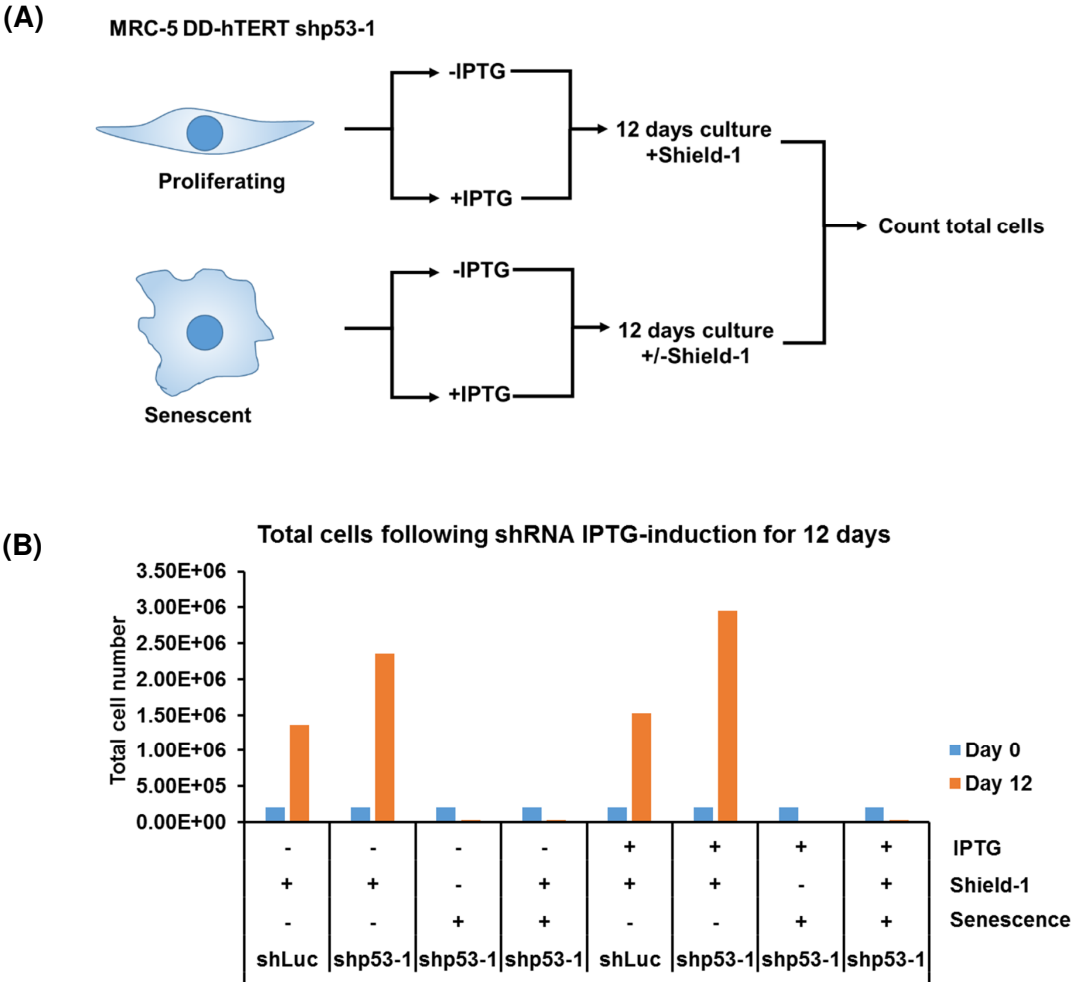 (A)
MRC-5 DD-hTERT shp53-1
-IPTG
12 days culture
+Shield-1
Proliferating
+IPTG
Count total cells
-IPTG
12 days culture
+/-Shield-1
+IPTG
Senescent
(B)
Total cells following shRNA IPTG-induction for 12 days
Total cell number
3.50E+06
3.00E+06
2.50E+06
2.00E+06
1.50E+06
1.00E+06
5.00E+05
0.00E+00
Day 0
Day 12
- - - - + + + + IPTG
+ + - + + + - + Shield-1
- - + + - - + + Senescence
shLuc shp53-1 shp53-1 shp53-1 shLuc shp53-1 shp53-1 shp53-1